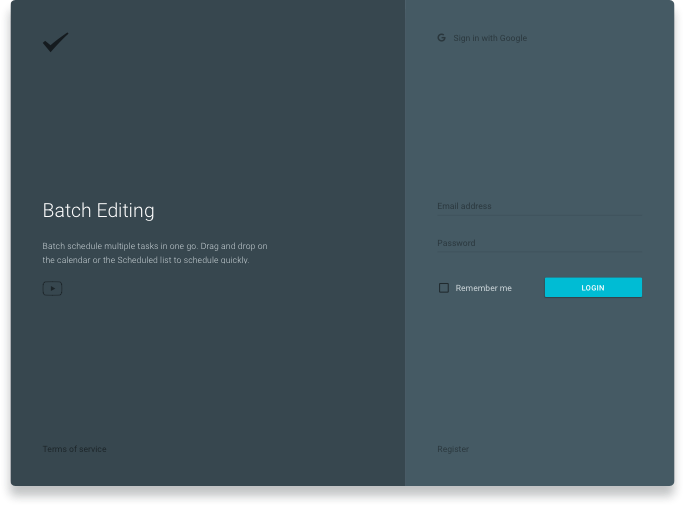 Sign in with Google
Batch Editing
Batch schedule multiple tasks in one go. Drag and drop on
the calendar or the Scheduled list to schedule quickly.
Email address
Password
Remember me
LOGIN
Terms of service
Register